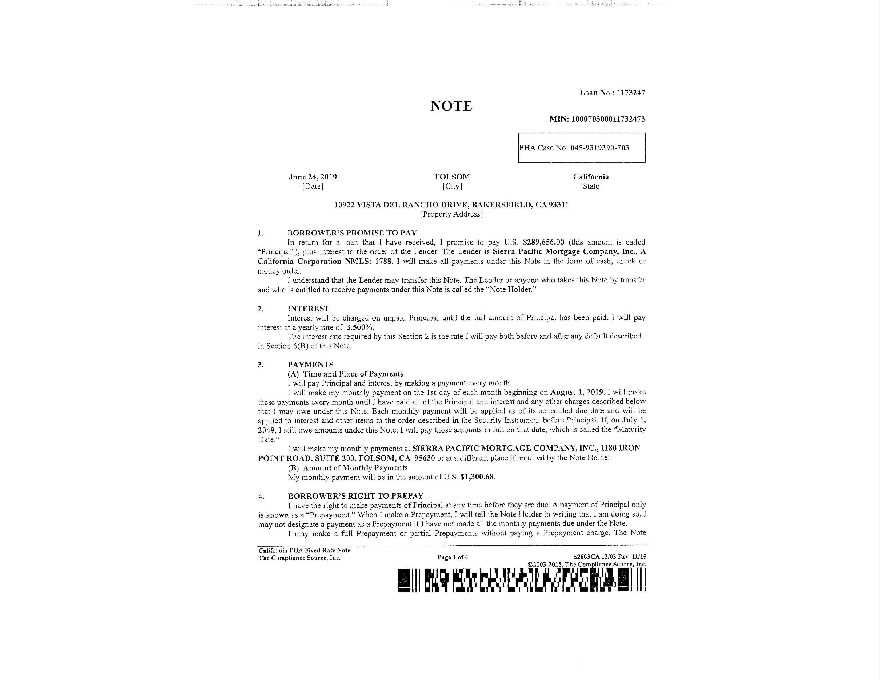 Loan No.: 1173247
NOTE
MIN: 100070300011732473
FHA Case No: 045-9319390-703
June 24, 2019 FOLSOM California
[Date] [City] [State]
10922 VISTA DEL RANCHO DRIVE, BAKERSFIELD, CA 93311
[Property Address]
1. BORROWER'S PROMISE TO PAY
In return for a loan that I have received, I promise to pay U.S. $289,656.00 (this amount is called
"Principal"), plus interest to the order of the Lender. The Lender is Sierra Pacific Mortgage Company, Inc., A
California Corporation NMLS: 1788. I will make all payments under this Note in the form of cash, check or
money order.
I understand that the Lender may transfer this Note. The Lender or anyone who takes this Note by transfer
and who is entitled to receive payments under this Note is called the "Note Holder."
2. INTEREST
Interest will be charged on unpaid Principal until the full amount of Principal has been paid. I will pay
interest at a yearly rate of 3.500%.
The interest rate required by this Section 2 is the rate I will pay both before and after any default described
in Section 6(B) of this Note.
3. PAYMENTS
(A) Time and Place of Payments
I will pay Principal and interest by making a payment every month.
I will make my monthly payment on the 1st day of each month beginning on August 1, 2019. I will make
these payments every month until I have paid all of the Principal and interest and any other charges described below
that I may owe under this Note. Each monthly payment will be applied as of its scheduled due date and will be
applied to interest and other items in the order described in the Security Instrument before Principal. If, on July 1,
2049, I still owe amounts under this Note, I will pay those amounts in full on that date, which is called the "Maturity
Date."
I will make my monthly payments at SIERRA PACIFIC MORTGAGE COMPANY, INC., 1180 IRON
POINT ROAD, SUITE 200, FOLSOM, CA 95630 or at a different place if required by the Note Holder.
(B) Amount of Monthly Payments
My monthly payment will be in the amount of U.S. $1,300.68.
4. BORROWER'S RIGHT TO PREPAY
I have the right to make payments of Principal at any time before they are due. A payment of Principal only
is known as a "Prepayment." When I make a Prepayment, I will tell the Note Holder in writing that I am doing so. I
may not designate a payment as a Prepayment if I have not made all the monthly payments due under the Note.
I may make a full Prepayment or partial Prepayments without paying a Prepayment charge. The Note
California FHA Fixed Rate Note
The Compliance Source, Inc. Page 1 of 4
©2003-2015, The Compliance Source, Inc.